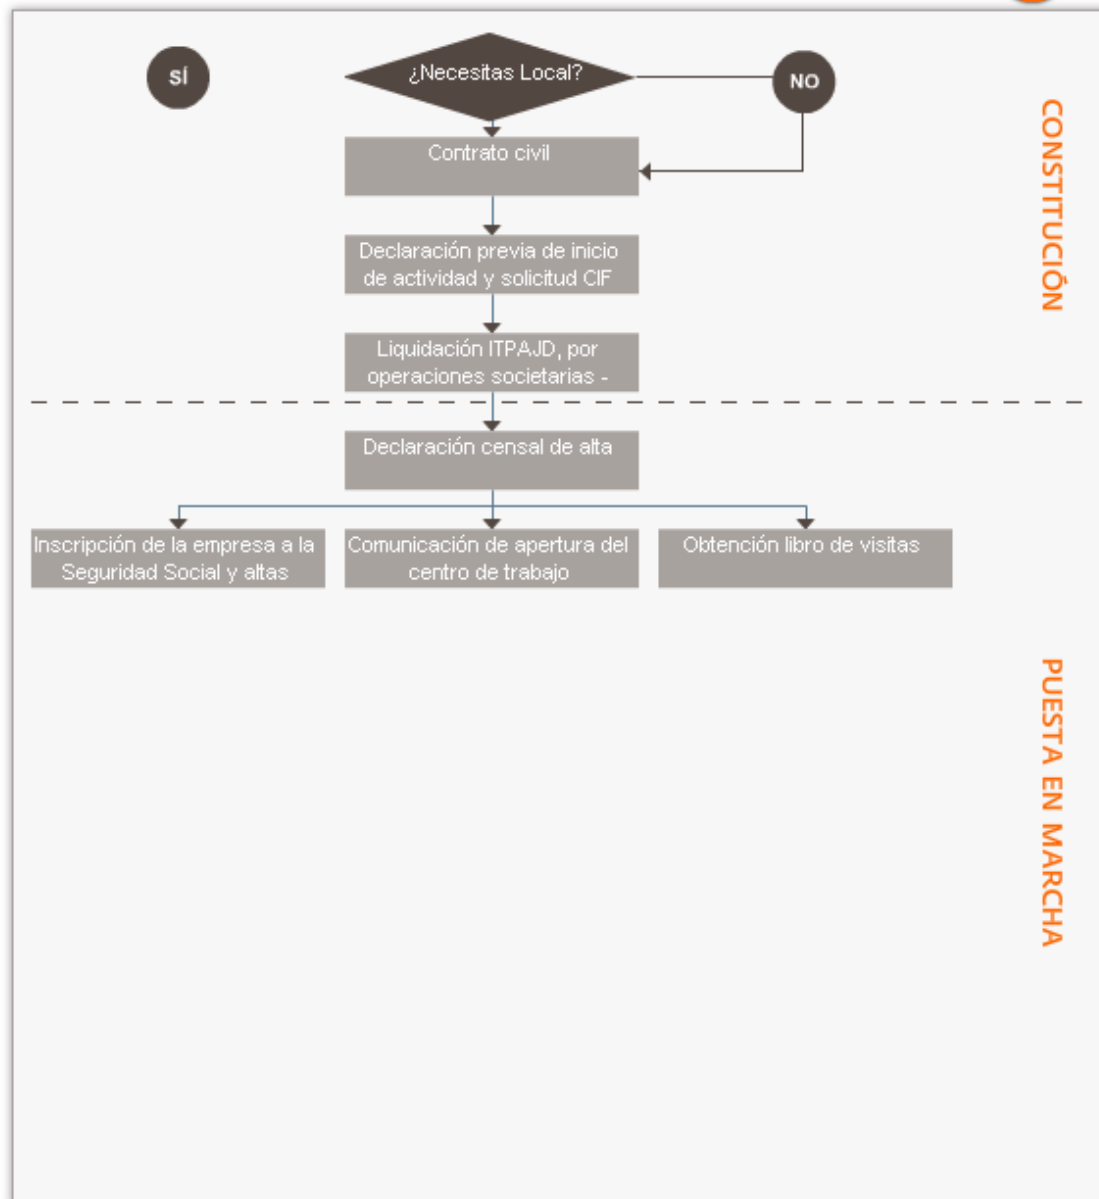 SÍ
¿Necesitas Local?
NO
Contrato civil
Declaración previa de inicio
de actividad y solicitud CIF
Liquidación ITPAJD, por
operaciones societarias -
CONSTITUCIÓN
Declaración censal de alta
Inscripción de la empresa a la
Seguridad Social y altas
Comunicación de apertura del
centro de trabajo
Obtención libro de visitas
PUESTA EN MARCHA